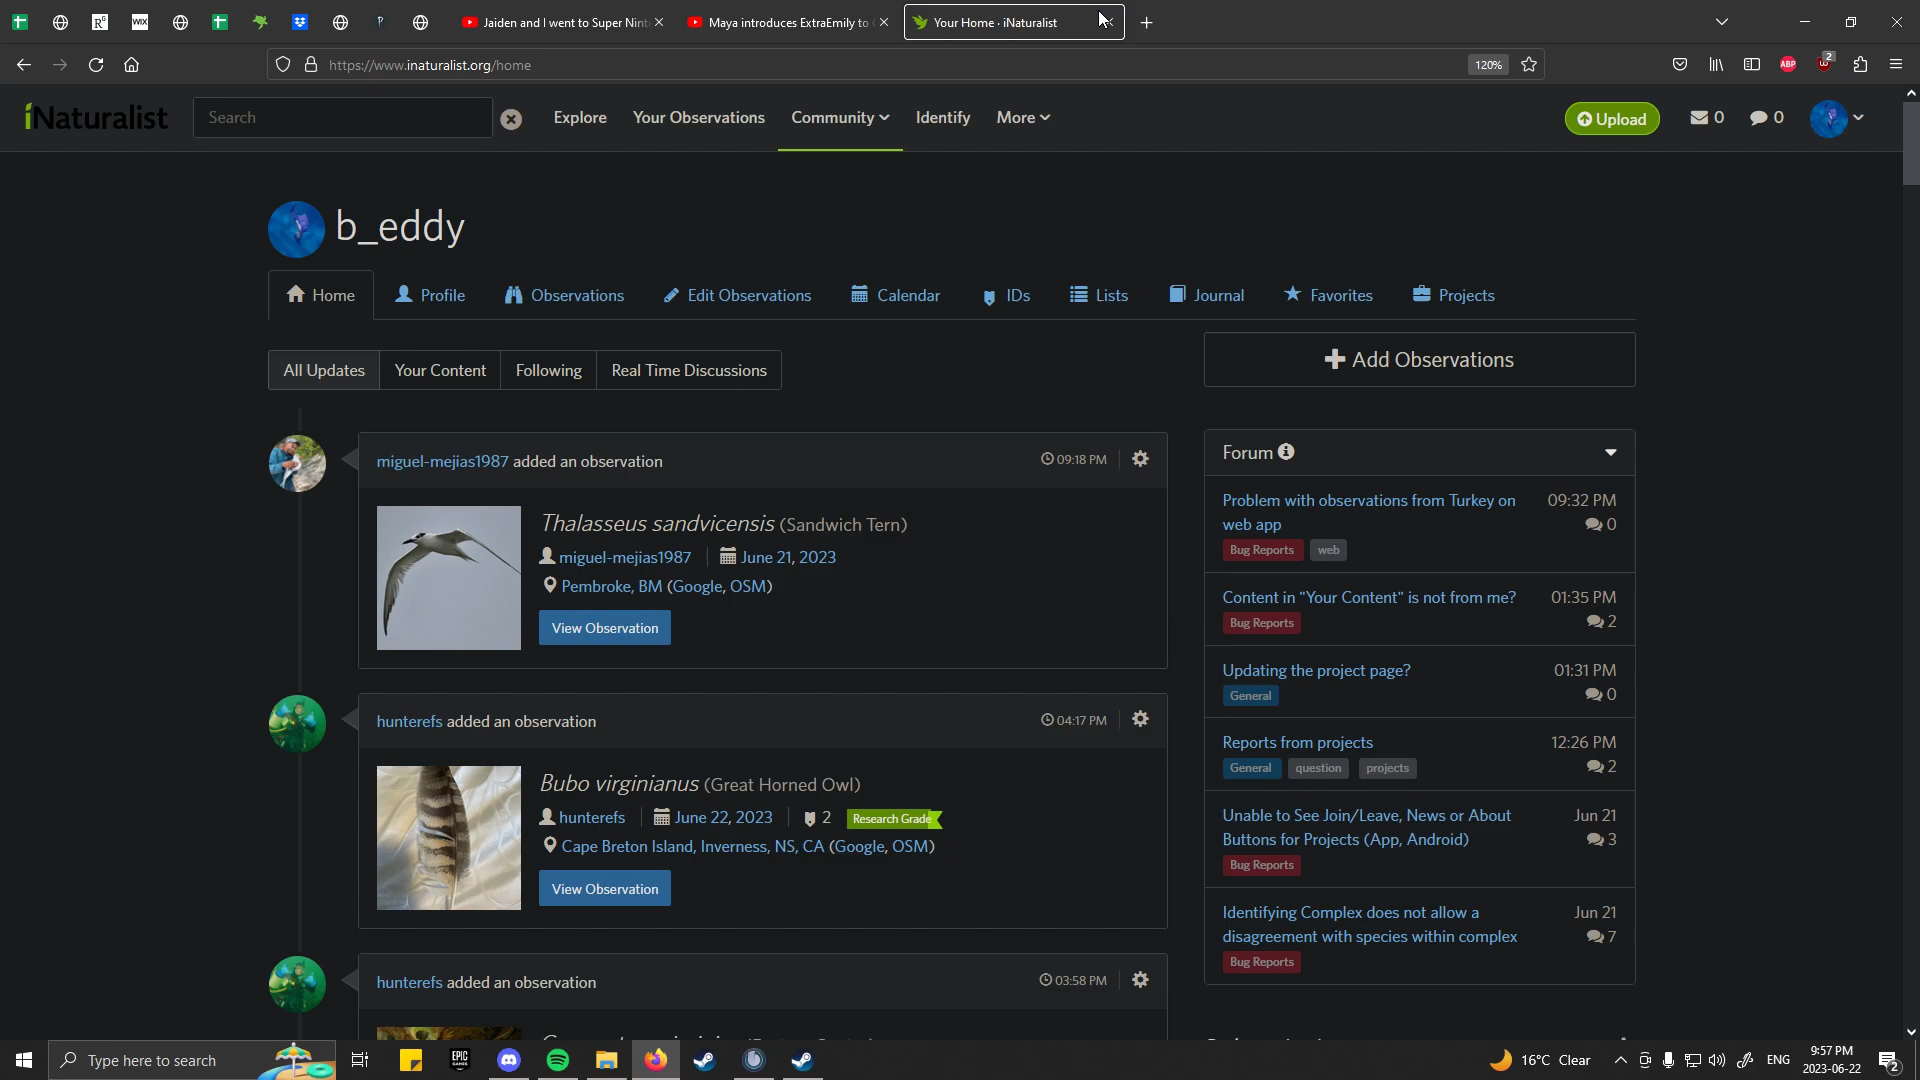 Jaiden and I went to Super Nint
Maya introduces ExtraEmily to
Your Home · iNaturalist
https://www.inaturalist.org/home
120%
ABP
2
iNaturalist
Search
Explore
Your Observations
Community
Identify
More
Upload
0
0
b_eddy
Home
Profile
Observations
Edit Observations
Calendar
IDs
Lists
Journal
Favorites
Projects
All Updates
Your Content
Following
Real Time Discussions
Add Observations
miguel-mejias1987 added an observation
09:18 PM
Thalasseus sandvicensis (Sandwich Tern)
miguel-mejias1987
June 21, 2023
Pembroke, BM (Google, OSM)
View Observation
hunterefs added an observation
04:17 PM
Bubo virginianus (Great Horned Owl)
hunterefs
June 22, 2023
2
Research Grade
Cape Breton Island, Inverness, NS, CA (Google, OSM)
View Observation
hunterefs added an observation
03:58 PM
Forum
Problem with observations from Turkey on
web app
09:32 PM
0
Bug Reports
web
Content in "Your Content" is not from me?
01:35 PM
2
Bug Reports
Updating the project page?
01:31 PM
0
General
Reports from projects
12:26 PM
2
General
question
projects
Unable to See Join/Leave, News or About
Buttons for Projects (App, Android)
Jun 21
3
Bug Reports
Identifying Complex does not allow a
disagreement with species within complex
Jun 21
7
Bug Reports
Type here to search
EPIC
GAMES
16°C Clear
ENG
9:57 PM
2023-06-22
2